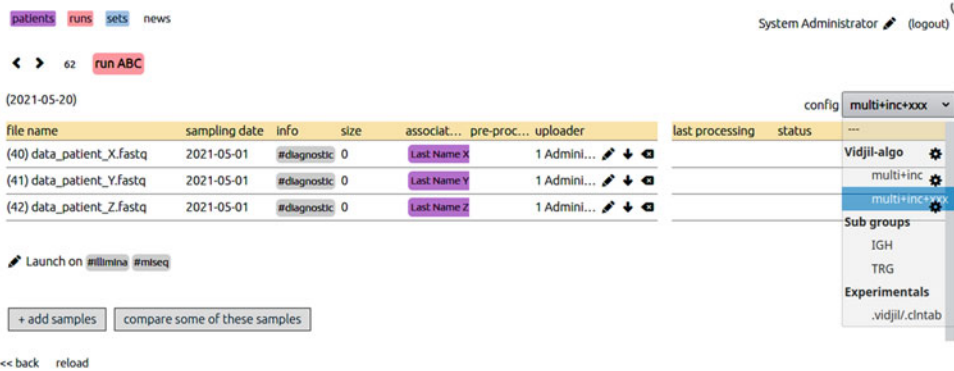 patients runs sets news
System Administrator (logout)
62 run ABC
(2021-05-20)
config multi+inc+xxx
file name sampling date info size associat... pre-proc... uploader last processing status
---
(40) data_patient_X.fastq 2021-05-01 #diagnostic 0 Last Name X 1 Admini...
Vidjil-algo
(41) data_patient_Y.fastq 2021-05-01 #diagnostic 0 Last Name Y 1 Admini...
multi+inc
(42) data_patient_Z.fastq 2021-05-01 #diagnostic 0 Last Name Z 1 Admini...
multi+inc+xxx
Sub groups
IGH
TRG
Experimentals
.vidjil/.clntab
Launch on #illimina #miseq
+ add samples compare some of these samples
<< back reload